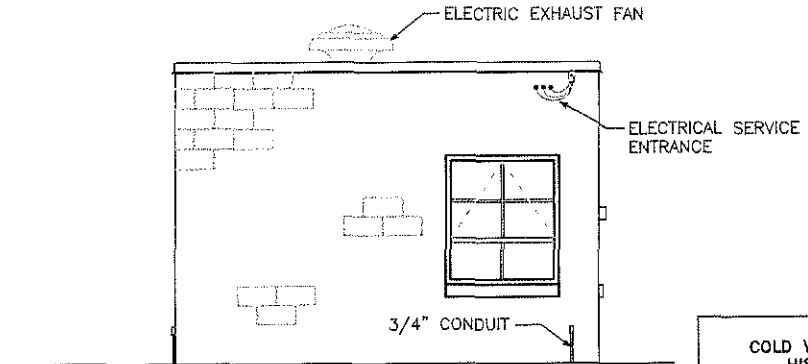 ELECTRIC EXHAUST FAN
ELECTRICAL SERVICE
ENTRANCE
3/4" CONDUIT
COLD